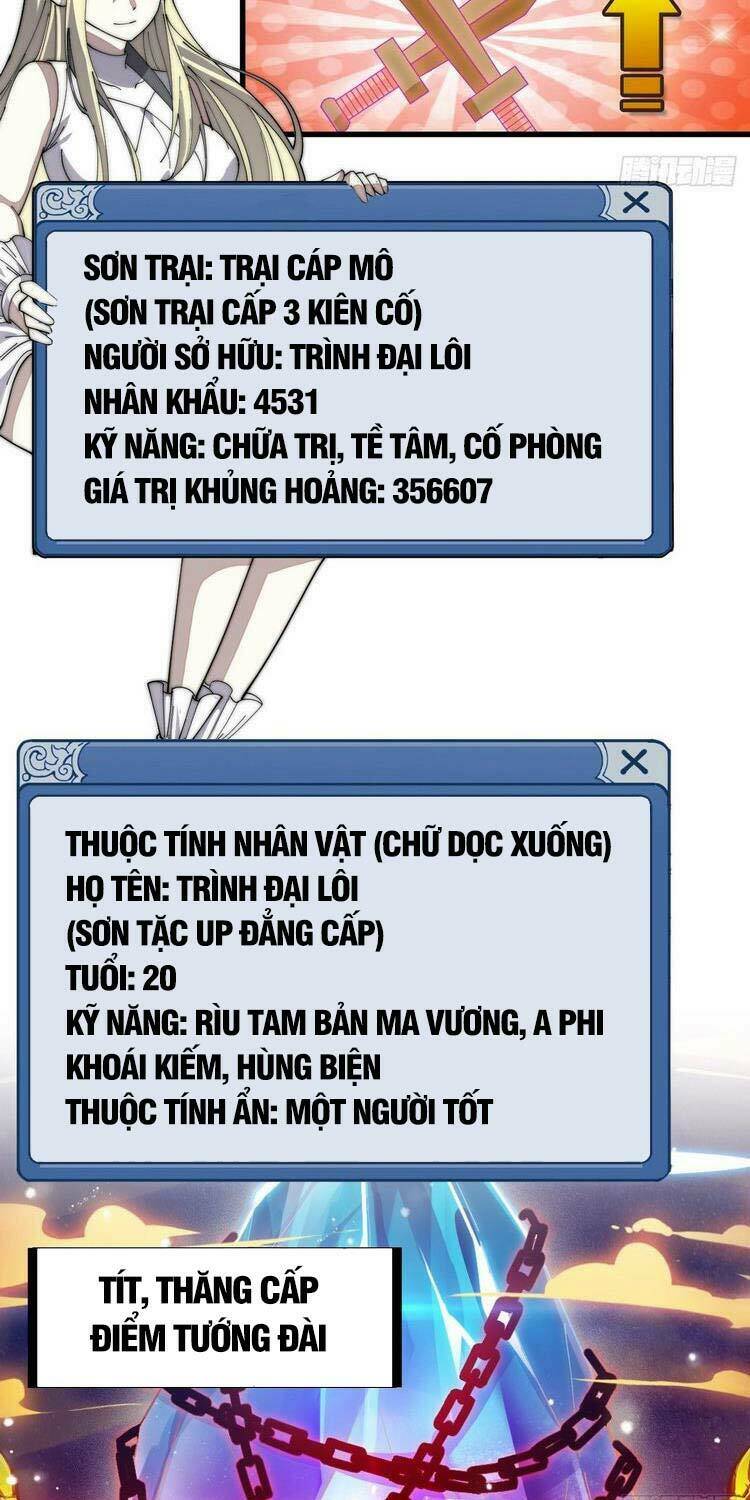 腾讯动漫
SƠN TRẠI: TRẠI CÁP MÔ
(SƠN TRẠI CẤP 3 KIÊN CỐ)
NGƯỜI SỞ HỮU: TRÌNH ĐẠI LÔI
NHÂN KHẨU: 4531
KỸ NĂNG: CHỮA TRỊ, TỀ TÂM, CỐ PHÒNG
GIÁ TRỊ KHỦNG HOẢNG: 356607
THUỘC TÍNH NHÂN VẬT (CHỮ DỌC XUỐNG)
HỌ TÊN: TRÌNH ĐẠI LÔI
(SƠN TẶC UP ĐẲNG CẤP)
TUỔI: 20
KỸ NĂNG: RÌU TAM BẢN MA VƯƠNG, A PHI
KHOÁI KIẾM, HÙNG BIỆN
THUỘC TÍNH ẨN: MỘT NGƯỜI TỐT
TÍT, THĂNG CẤP
ĐIỂM TƯỚNG ĐÀI